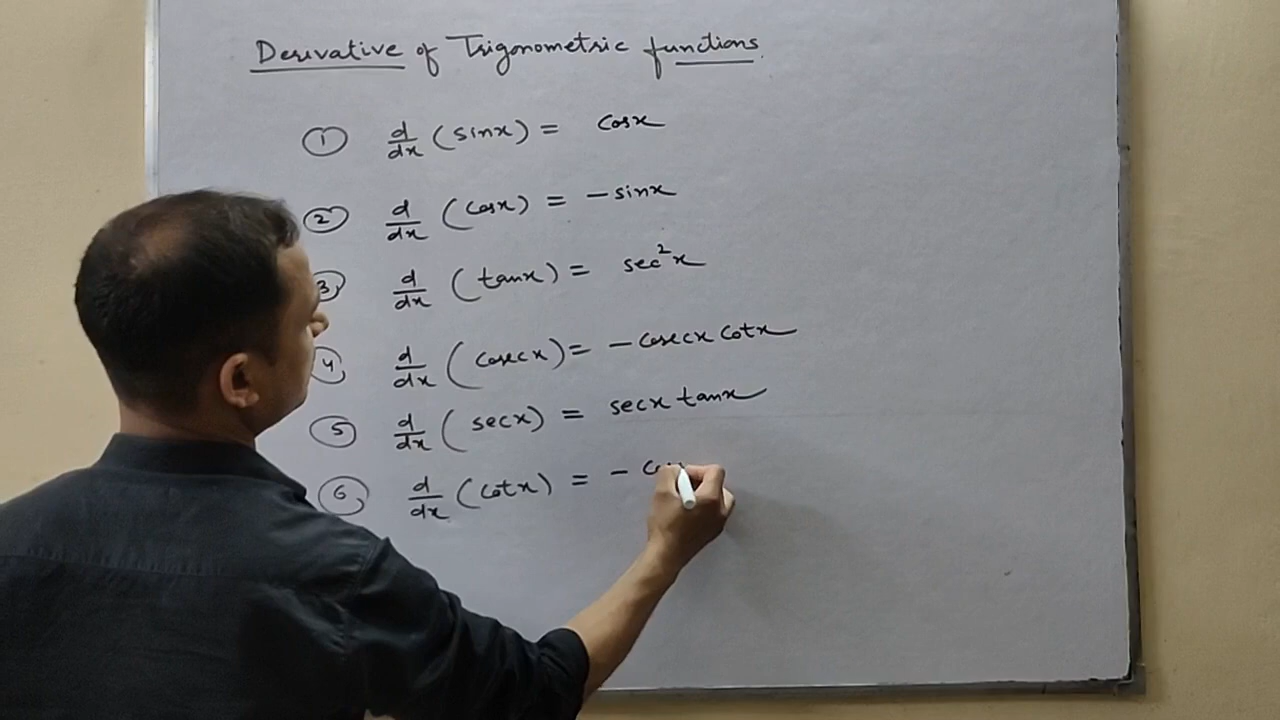 Derivative of Trigonometric functions.
1 d/dx (sinx) = cosx
2 d/dx (cosx) = -sinx
3 d/dx (tanx) = sec²x
4 d/dx (cosecx) = -cosecx cotx
5 d/dx (secx) = secx tanx
6 d/dx (cotx) = -